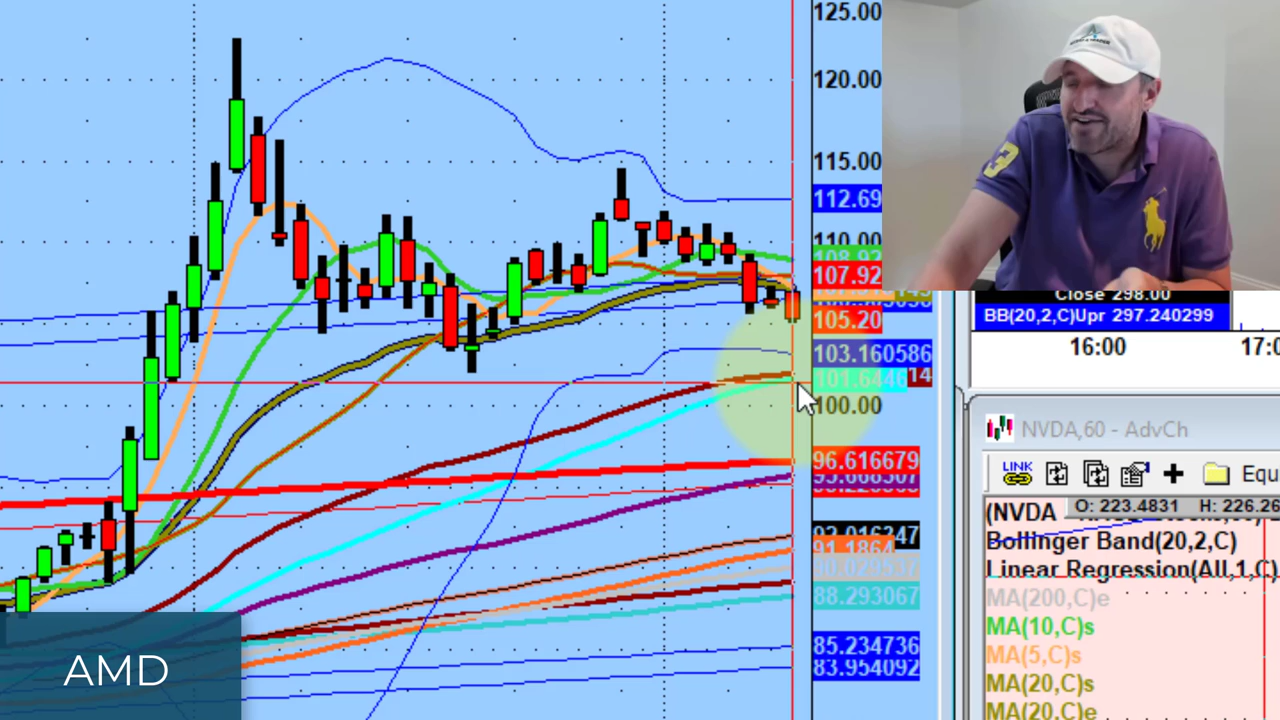 125.00
120.00
115.00
112.69
110.00
107.92
105.20
103.160586
100.00
96.616679
88.293067
85.234736
83.954092
AMD
3
Close 298.00
BB(20,2,C)Upr 297.240299
16:00
17:0
NVDA,60 - AdvCh
LINK
Equ
O: 223.4831 H: 226.26
(NVDA
Bollinger Band(20,2,C)
Linear Regression(All,1,C)
MA(200,C)e
MA(10,C)s
MA(5,C)s
MA(20,C)s
MA(20,C)e